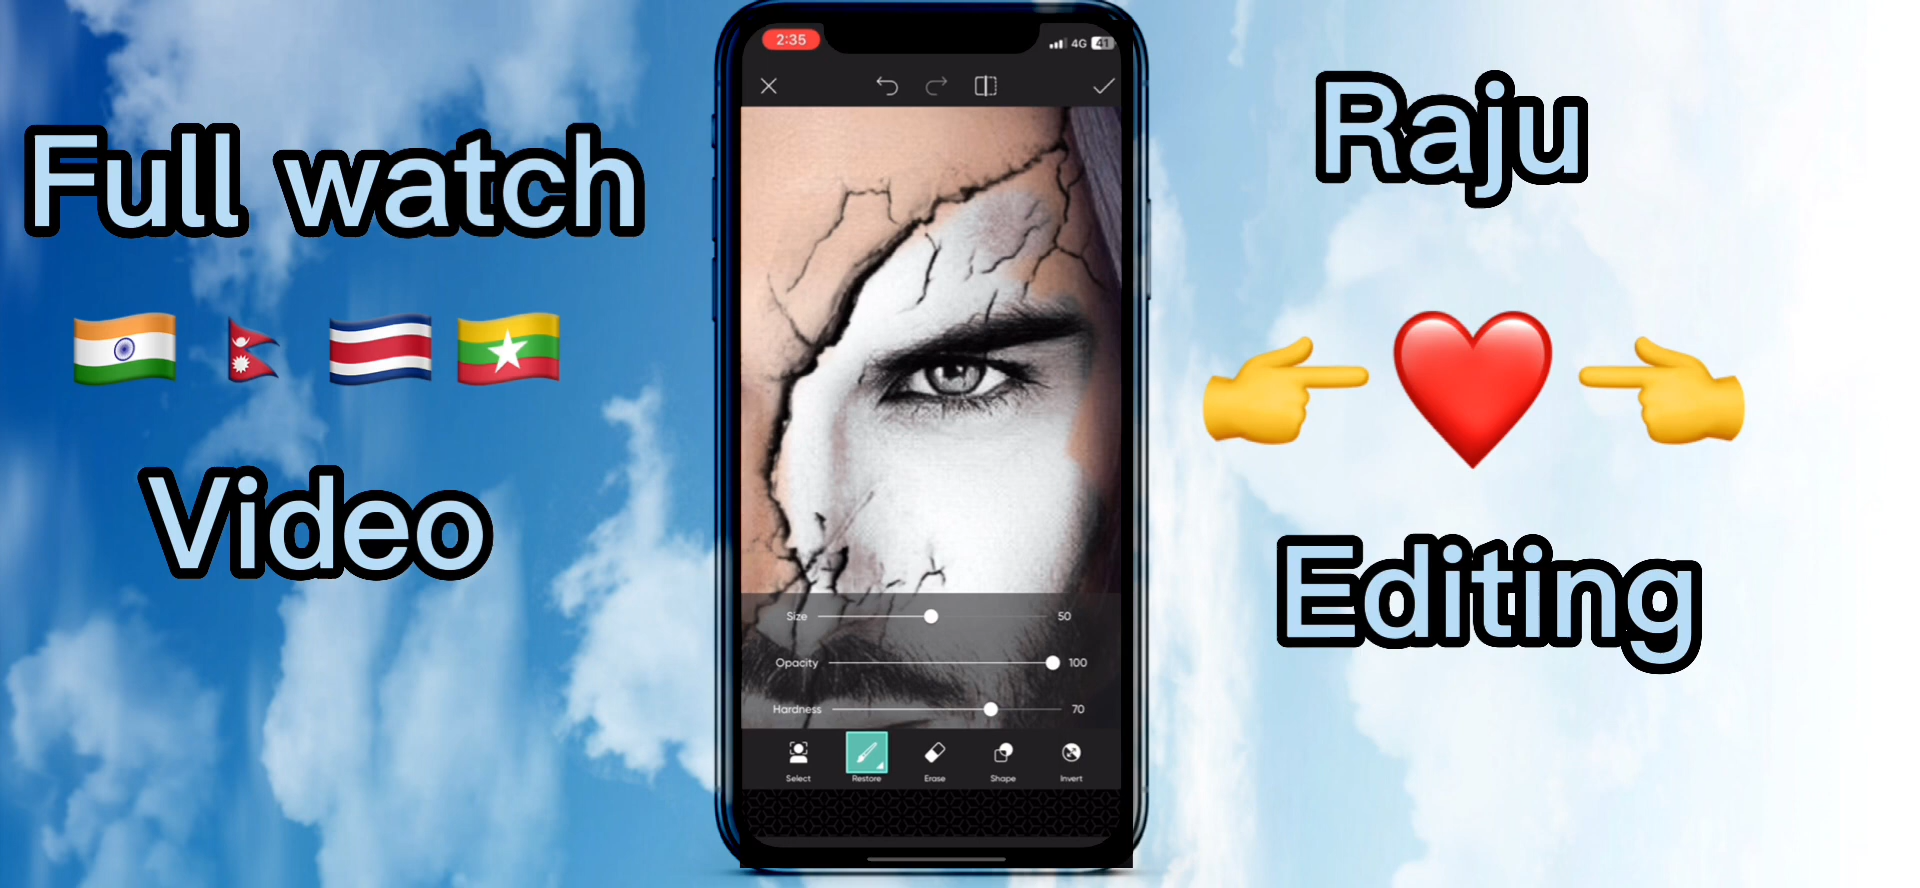 Full watch
Video
2:35
4G 41
Size 50
Opacity 100
Hardness 70
Select Restore Erase Shape Invert
Raju
Editing